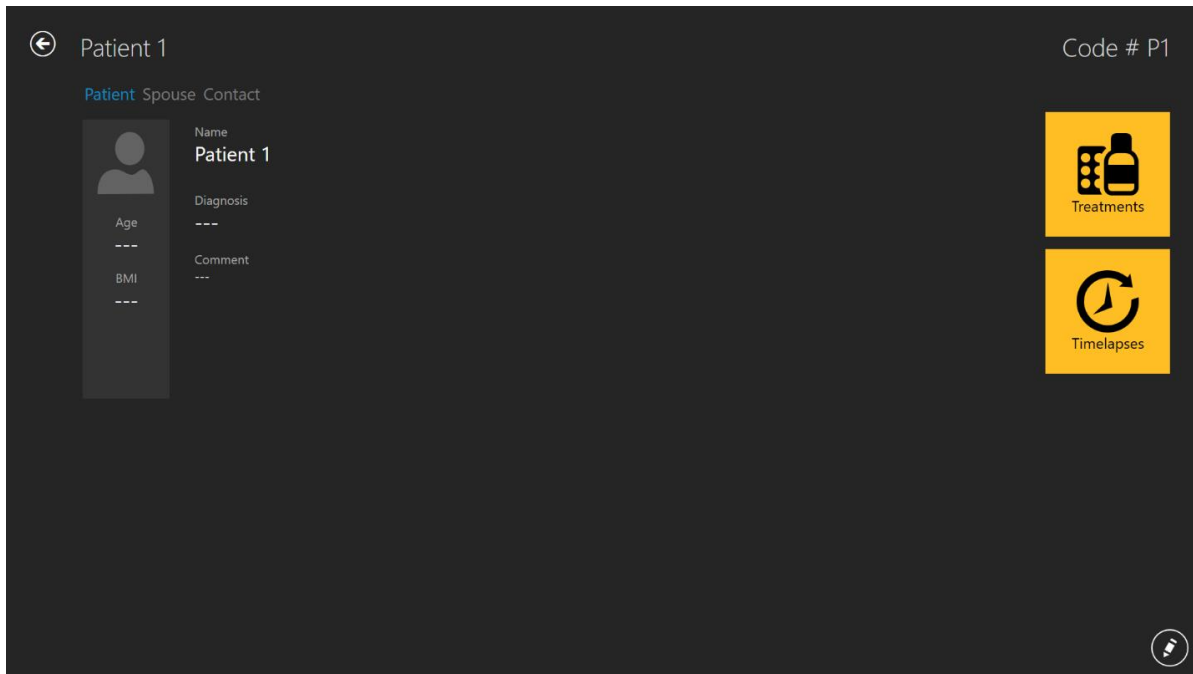 Patient 1
Code # P1
Patient Spouse Contact
Name
Patient 1
Diagnosis
---
Comment
---
Age
---
BMI
---
Treatments
Timelapses